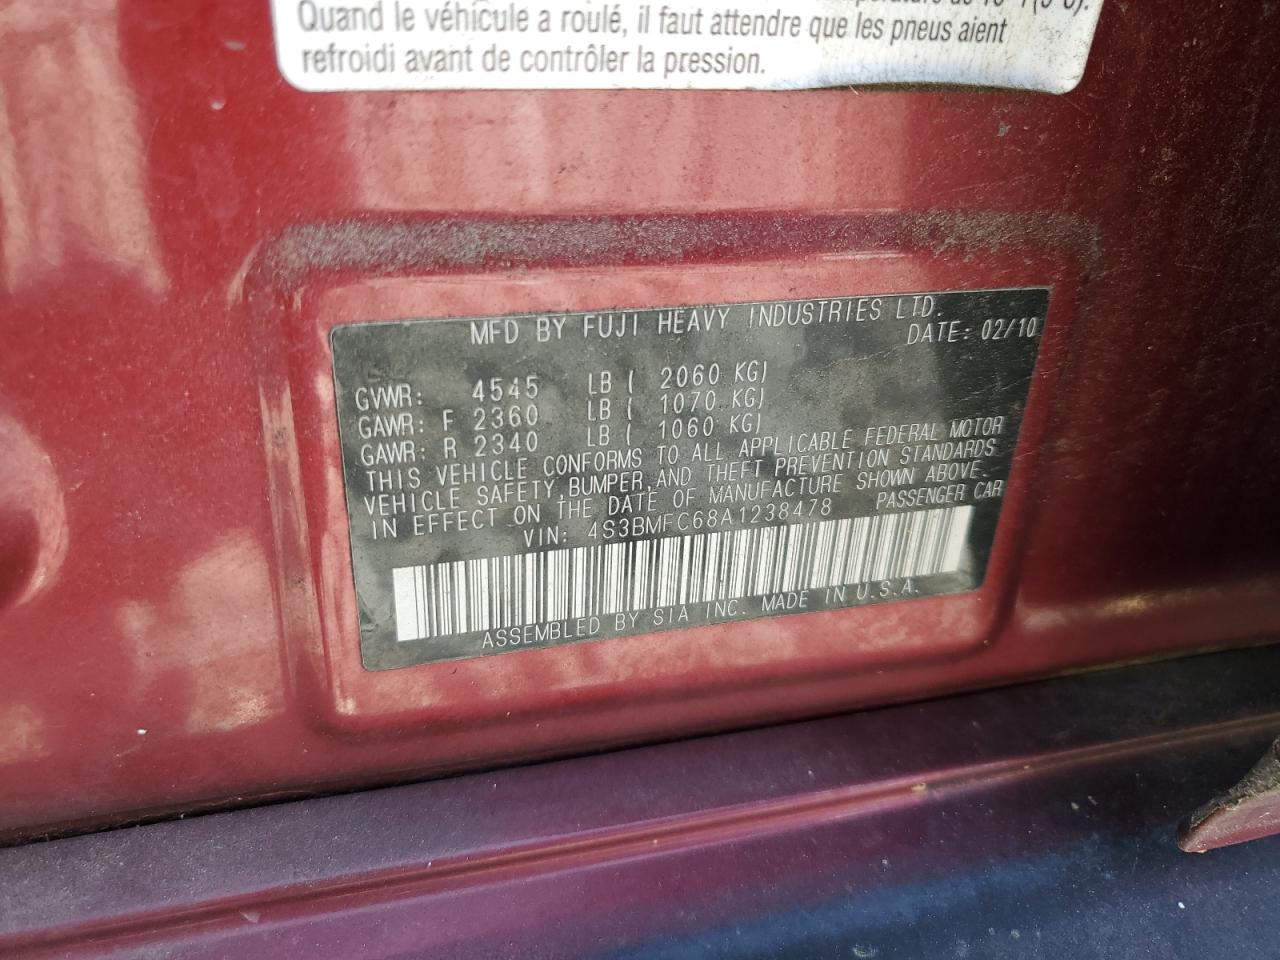 Quand le véhicule a roulé, il faut attendre que les pneus aient
refroidi avant de contrôler la pression.
MFD BY FUJI HEAVY INDUSTRIES LTD.
DATE: 02/10
GVWR: 4545 LB ( 2060 KG)
GAWR: F 2360 LB ( 1070 KG)
GAWR: R 2340 LB ( 1060 KG)
THIS VEHICLE CONFORMS TO ALL APPLICABLE FEDERAL MOTOR
VEHICLE SAFETY, BUMPER, AND THEFT PREVENTION STANDARDS
IN EFFECT ON THE DATE OF MANUFACTURE SHOWN ABOVE.
VIN: 4S3BMFC68A1238478 PASSENGER CAR
ASSEMBLED BY SIA INC. MADE IN U.S.A.